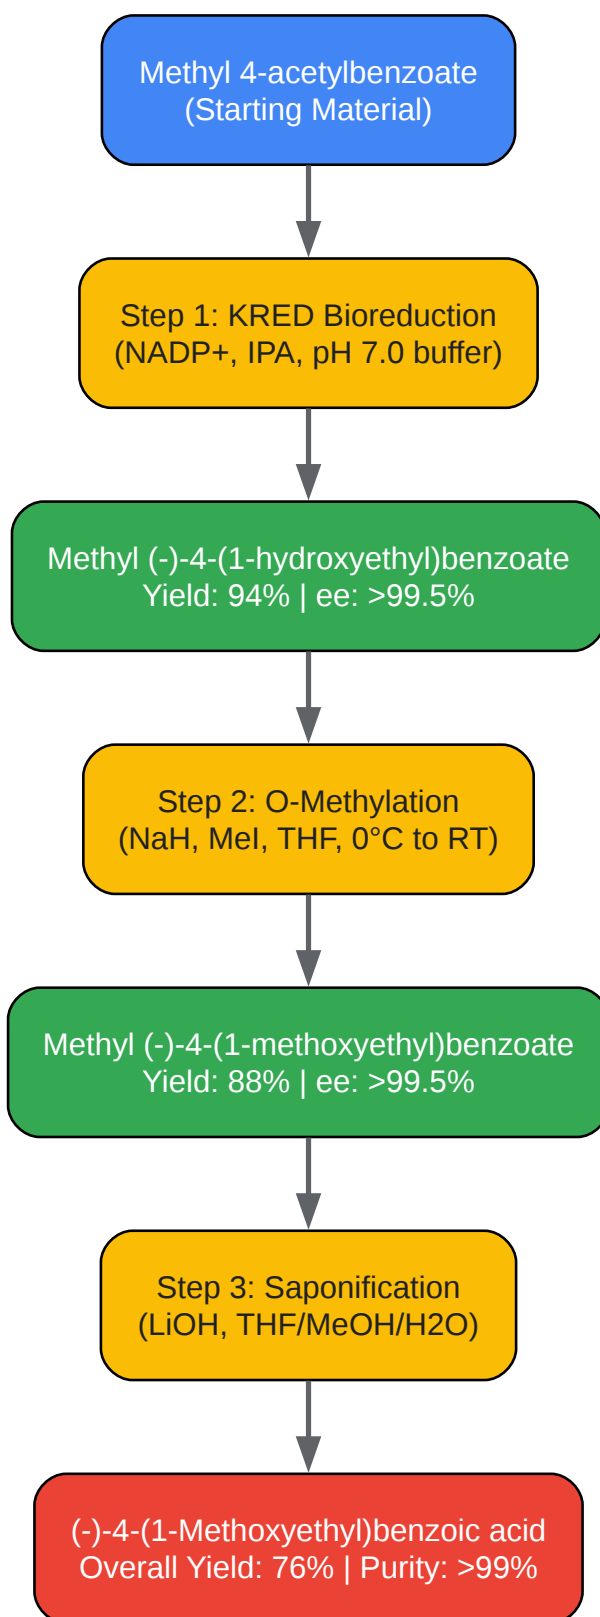 Methyl 4-acetylbenzoate
(Starting Material)
Step 1: KRED Bioreduction
(NADP+, IPA, pH 7.0 buffer)
Methyl (-)-4-(1-hydroxyethyl)benzoate
Yield: 94% | ee: >99.5%
Step 2: O-Methylation
(NaH, MeI, THF, 0°C to RT)
Methyl (-)-4-(1-methoxyethyl)benzoate
Yield: 88% | ee: >99.5%
Step 3: Saponification
(LiOH, THF/MeOH/H2O)
(-)-4-(1-Methoxyethyl)benzoic acid
Overall Yield: 76% | Purity: >99%